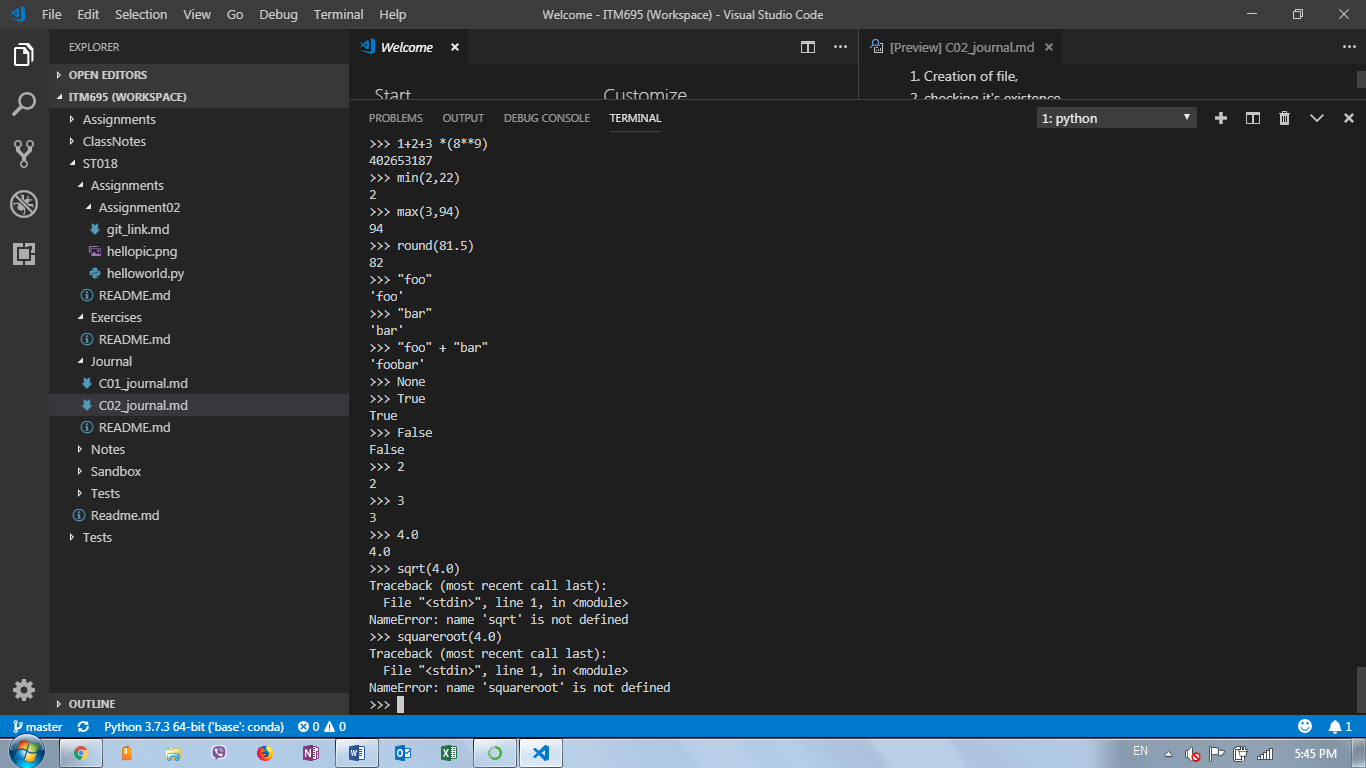 File Edit Selection View Go Debug Terminal Help Welcome - ITM695 (Workspace) - Visual Studio Code
EXPLORER
OPEN EDITORS
ITM695 (WORKSPACE)
Assignments
ClassNotes
ST018
Assignments
Assignment02
git_link.md
hellopic.png
helloworld.py
README.md
Exercises
README.md
Journal
C01_journal.md
C02_journal.md
README.md
Notes
Sandbox
Tests
Readme.md
Tests
OUTLINE
Welcome
Start Customize
[Preview] C02_journal.md
1. Creation of file,
2. checking it's existence
PROBLEMS OUTPUT DEBUG CONSOLE TERMINAL 1: python
>>> 1+2+3 *(8**9)
402653187
>>> min(2,22)
2
>>> max(3,94)
94
>>> round(81.5)
82
>>> "foo"
'foo'
>>> "bar"
'bar'
>>> "foo" + "bar"
'foobar'
>>> None
>>> True
True
>>> False
False
>>> 2
2
>>> 3
3
>>> 4.0
4.0
>>> sqrt(4.0)
Traceback (most recent call last):
File "<stdin>", line 1, in <module>
NameError: name 'sqrt' is not defined
>>> squareroot(4.0)
Traceback (most recent call last):
File "<stdin>", line 1, in <module>
NameError: name 'squareroot' is not defined
>>>
master Python 3.7.3 64-bit ('base': conda) 0 0 1
EN 5:45 PM